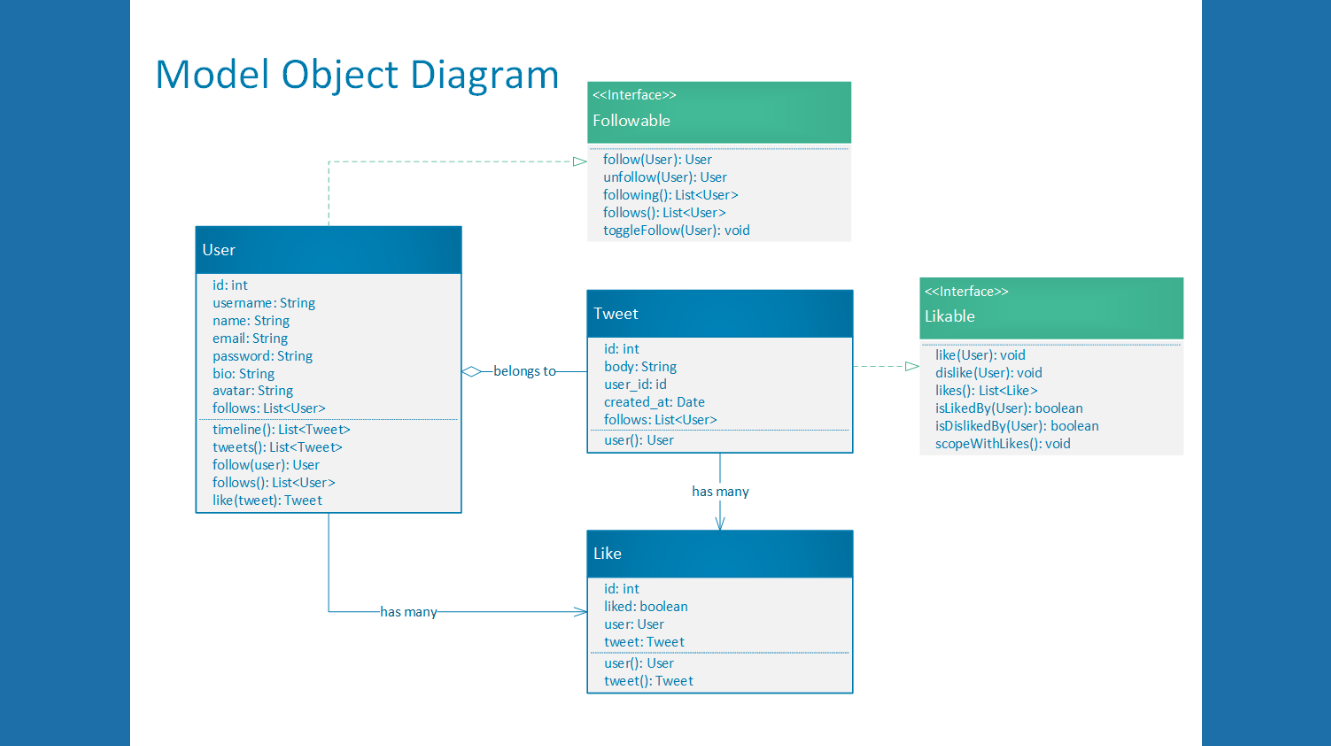 Model Object Diagram
<<Interface>>
Followable
follow(User): User
unfollow(User): User
following(): List<User>
follows(): List<User>
toggleFollow(User): void
User
id: int
username: String
name: String
email: String
password: String
bio: String
avatar: String
follows: List<User>
timeline(): List<Tweet>
tweets(): List<Tweet>
follow(user): User
follows(): List<User>
like(tweet): Tweet
belongs to
Tweet
id: int
body: String
user_id: id
created_at: Date
follows: List<User>
user(): User
<<Interface>>
Likable
like(User): void
dislike(User): void
likes(): List<Like>
isLikedBy(User): boolean
isDislikedBy(User): boolean
scopeWithLikes(): void
has many
has many
Like
id: int
liked: boolean
user: User
tweet: Tweet
user(): User
tweet(): Tweet